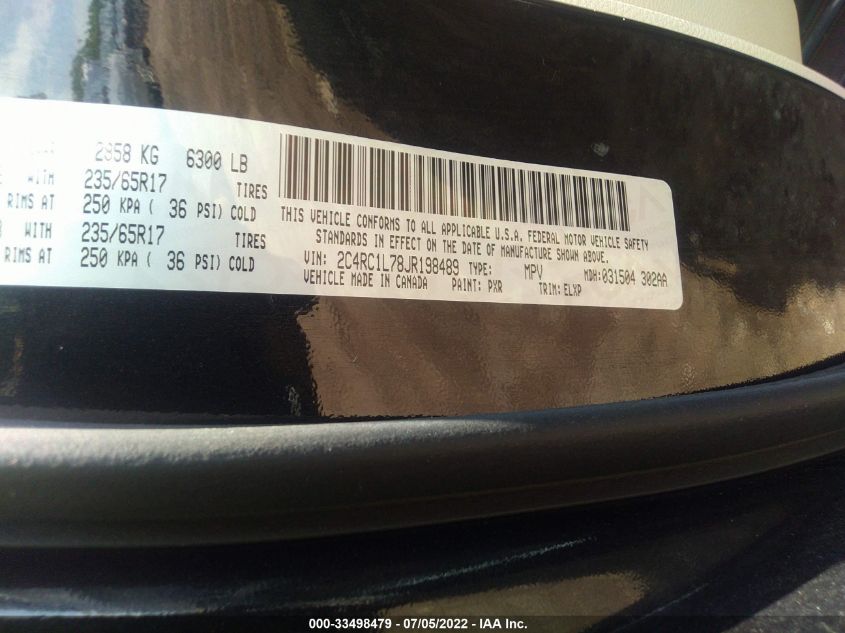 2858 KG 6300 LB
WITH 235/65R17 TIRES
RIMS AT 250 KPA ( 36 PSI) COLD
WITH 235/65R17 TIRES
RIMS AT 250 KPA ( 36 PSI) COLD
THIS VEHICLE CONFORMS TO ALL APPLICABLE U.S.A. FEDERAL MOTOR VEHICLE SAFETY
STANDARDS IN EFFECT ON THE DATE OF MANUFACTURE SHOWN ABOVE.
VIN: 2C4RC1L78JR198489 TYPE: MPV MDH:031504 302AA
VEHICLE MADE IN CANADA PAINT: PXR TRIM: ELXP
000-33498479 - 07/05/2022 - IAA Inc.